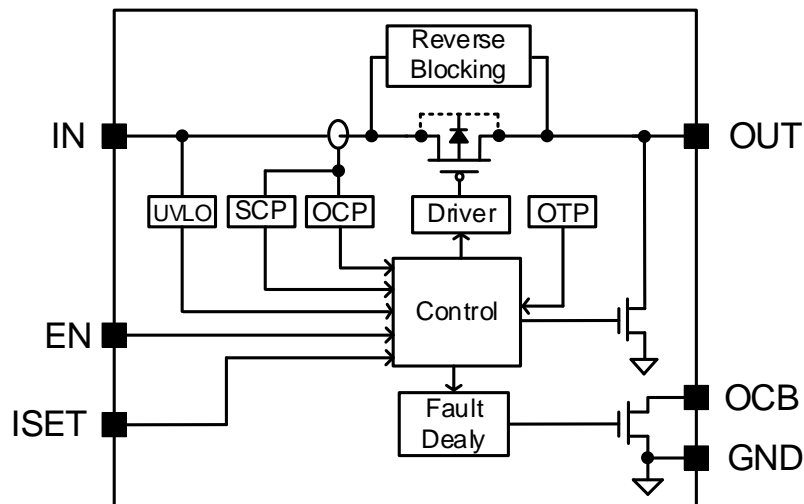 Reverse
Blocking
IN
OUT
UVLO
SCP
OCP
Driver
OTP
Control
EN
ISET
Fault
Dealy
OCB
GND